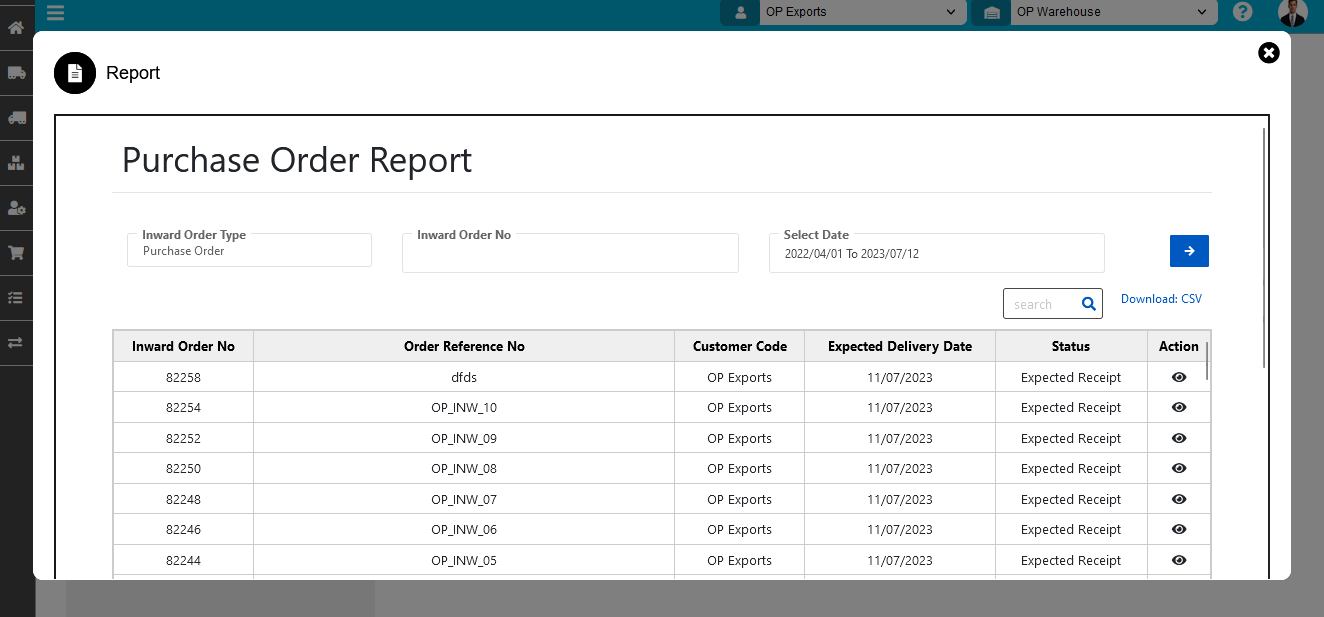 OP Exports OP Warehouse
Report
Purchase Order Report
Inward Order Type Inward Order No Select Date
Purchase Order 2022/04/01 To 2023/07/12
search Download: CSV
Inward Order No Order Reference No Customer Code Expected Delivery Date Status Action
82258 dfds OP Exports 11/07/2023 Expected Receipt
82254 OP_INW_10 OP Exports 11/07/2023 Expected Receipt
82252 OP_INW_09 OP Exports 11/07/2023 Expected Receipt
82250 OP_INW_08 OP Exports 11/07/2023 Expected Receipt
82248 OP_INW_07 OP Exports 11/07/2023 Expected Receipt
82246 OP_INW_06 OP Exports 11/07/2023 Expected Receipt
82244 OP_INW_05 OP Exports 11/07/2023 Expected Receipt